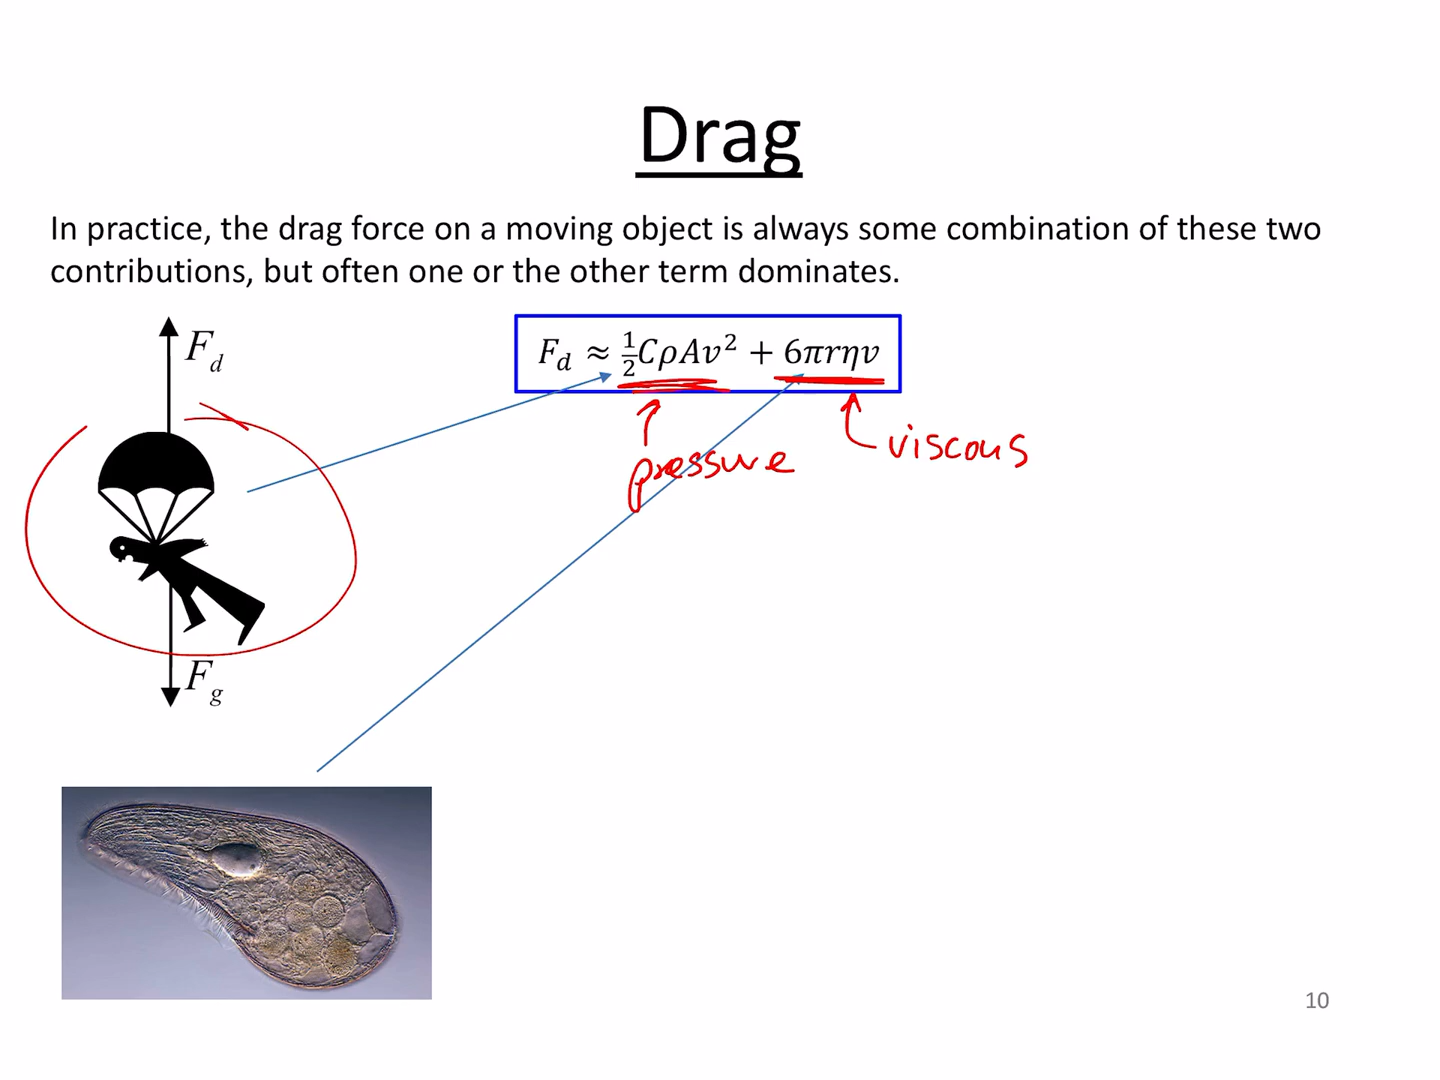 Drag
In practice, the drag force on a moving object is always some combination of these two
contributions, but often one or the other term dominates.
F_d
F_d ≈ ½CρAv² + 6πrηv
pressure
viscous
F_g
10